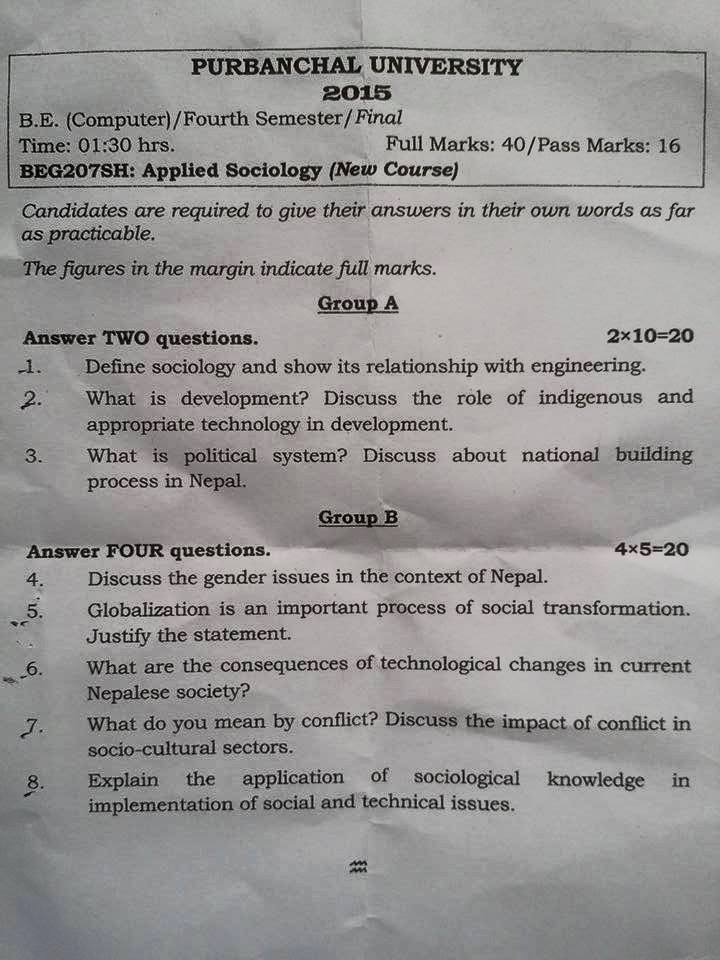 PURBANCHAL UNIVERSITY
2015
B.E. (Computer)/Fourth Semester/Final
Time: 01:30 hrs. Full Marks: 40/Pass Marks: 16
BEG207SH: Applied Sociology (New Course)
Candidates are required to give their answers in their own words as far
as practicable.
The figures in the margin indicate full marks.
Group A
Answer TWO questions. 2×10=20
1. Define sociology and show its relationship with engineering.
2. What is development? Discuss the role of indigenous and
appropriate technology in development.
3. What is political system? Discuss about national building
process in Nepal.
Group B
Answer FOUR questions. 4×5=20
4. Discuss the gender issues in the context of Nepal.
5. Globalization is an important process of social transformation.
Justify the statement.
6. What are the consequences of technological changes in current
Nepalese society?
7. What do you mean by conflict? Discuss the impact of conflict in
socio-cultural sectors.
8. Explain the application of sociological knowledge in
implementation of social and technical issues.